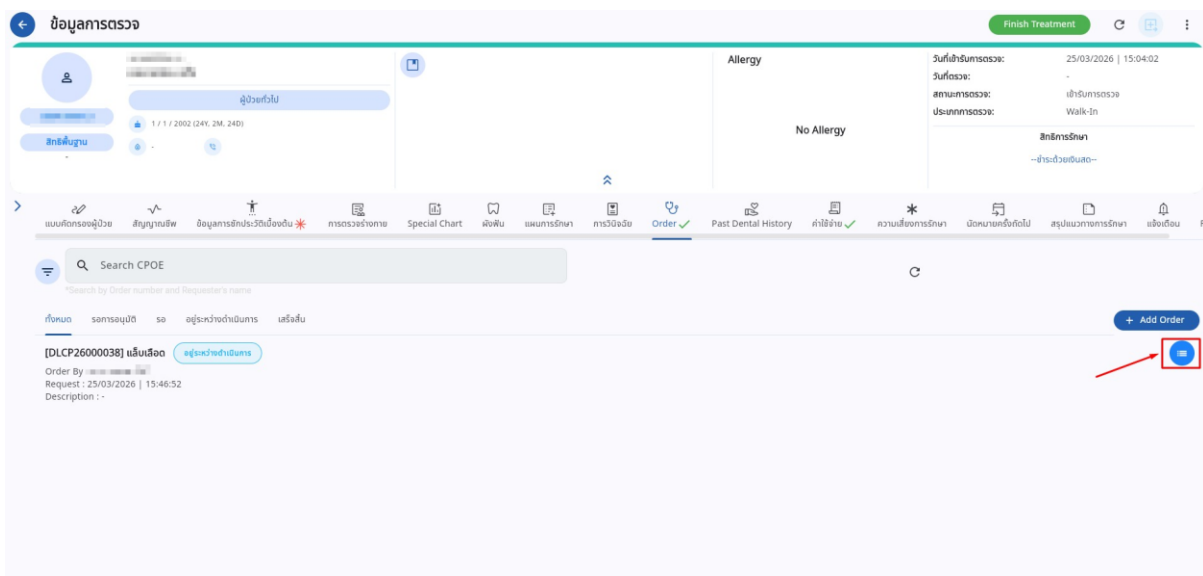 ข้อมูลการตรวจ
Finish Treatment
ผู้ป่วยทั่วไป
1 / 1 / 2002 (24Y, 2M, 24D)
สิทธิพื้นฐาน
-
-
Allergy
No Allergy
วันที่เข้ารับการตรวจ: 25/03/2026 | 15:04:02
วันที่ตรวจ: -
สถานะการตรวจ: เข้ารับการตรวจ
ประเภทการตรวจ: Walk-In
สิทธิการรักษา
--ชำระด้วยเงินสด--
แบบคัดกรองผู้ป่วย สัญญาณชีพ ข้อมูลการซักประวัติเบื้องต้น การตรวจร่างกาย Special Chart ผังฟัน แผนการรักษา การวินิจฉัย Order Past Dental History ค่าใช้จ่าย ความเสี่ยงการรักษา นัดหมายครั้งถัดไป สรุปแนวทางการรักษา แจ้งเตือน
Search CPOE
*Search by Order number and Requester's name
ทั้งหมด รอการอนุมัติ รอ อยู่ระหว่างดำเนินการ เสร็จสิ้น
+ Add Order
[DLCP26000038] แล็บเลือด อยู่ระหว่างดำเนินการ
Order By
Request : 25/03/2026 | 15:46:52
Description : -